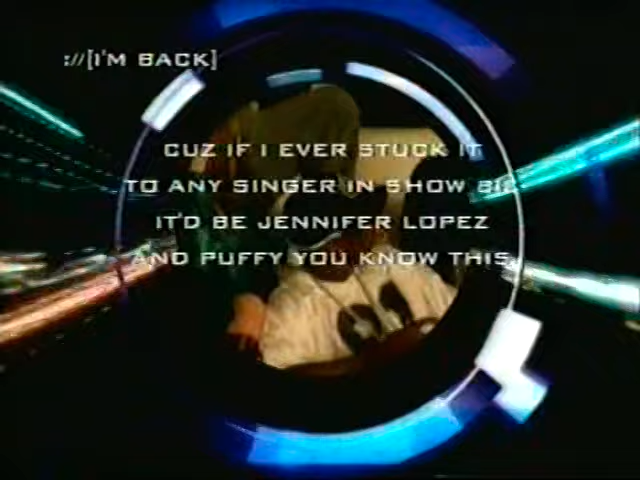 ://[I'M BACK]
CUZ IF I EVER STUCK IT
TO ANY SINGER IN SHOW BIZ
IT'D BE JENNIFER LOPEZ
AND PUFFY YOU KNOW THIS